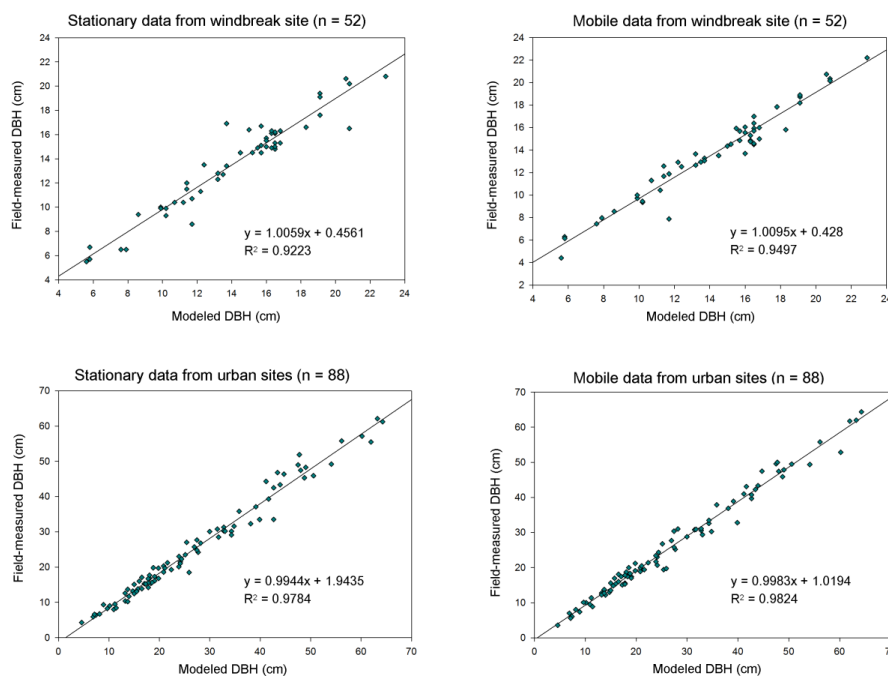 Stationary data from windbreak site (n = 52)
24
22
20
18
16
14
12
10
8
6
4
Field-measured DBH (cm)
y = 1.0059x + 0.4561
R² = 0.9223
4 6 8 10 12 14 16 18 20 22 24
Modeled DBH (cm)
Mobile data from windbreak site (n = 52)
24
22
20
18
16
14
12
10
8
6
4
2
Field-measured DBH (cm)
y = 1.0095x + 0.428
R² = 0.9497
4 6 8 10 12 14 16 18 20 22 24
Modeled DBH (cm)
Stationary data from urban sites (n = 88)
70
60
50
40
30
20
10
0
Field-measured DBH (cm)
y = 0.9944x + 1.9435
R² = 0.9784
0 10 20 30 40 50 60 70
Modeled DBH (cm)
Mobile data from urban sites (n = 88)
70
60
50
40
30
20
10
0
Field-measured DBH (cm)
y = 0.9983x + 1.0194
R² = 0.9824
0 10 20 30 40 50 60 70
Modeled DBH (cm)